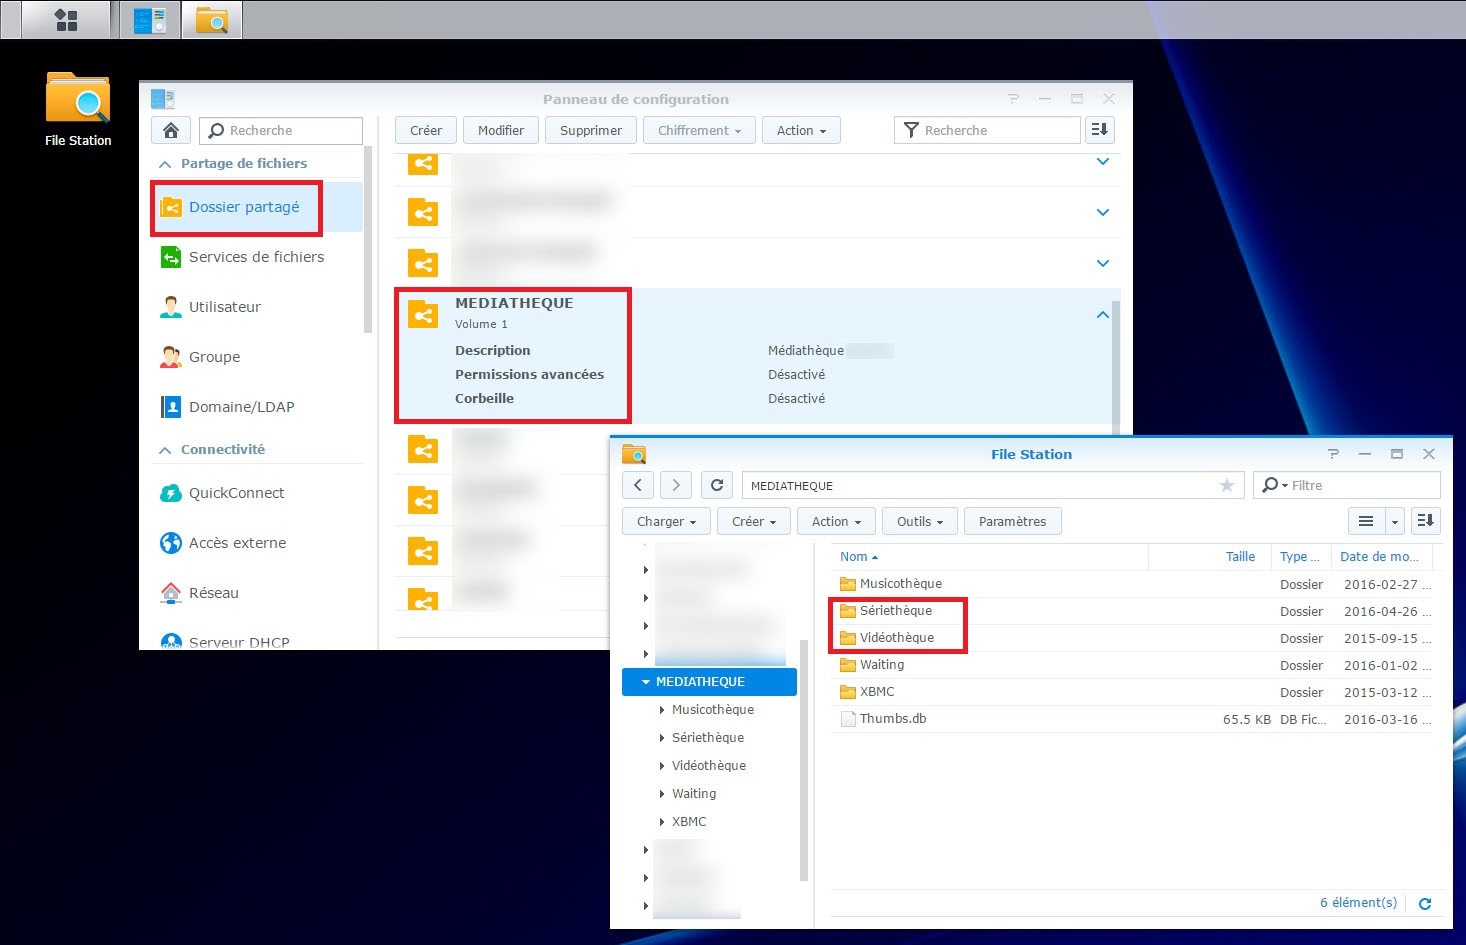 File Station
Panneau de configuration
Recherche
Créer
Modifier
Supprimer
Chiffrement
Action
Recherche
Partage de fichiers
Dossier partagé
Services de fichiers
Utilisateur
Groupe
Domaine/LDAP
Connectivité
QuickConnect
Accès externe
Réseau
Serveur DHCP
MEDIATHEQUE
Volume 1
Description Médiathèque
Permissions avancées Désactivé
Corbeille Désactivé
File Station
MEDIATHEQUE
Filtre
Charger
Créer
Action
Outils
Paramètres
MEDIATHEQUE
Musicothèque
Sériethèque
Vidéothèque
Waiting
XBMC
Nom Taille Type ... Date de mo...
Musicothèque Dossier 2016-02-27 ...
Sériethèque Dossier 2016-04-26 ...
Vidéothèque Dossier 2015-09-15 ...
Waiting Dossier 2016-01-02 ...
XBMC Dossier 2015-03-12 ...
Thumbs.db 65.5 KB DB Fic... 2016-03-16 ...
6 élément(s)